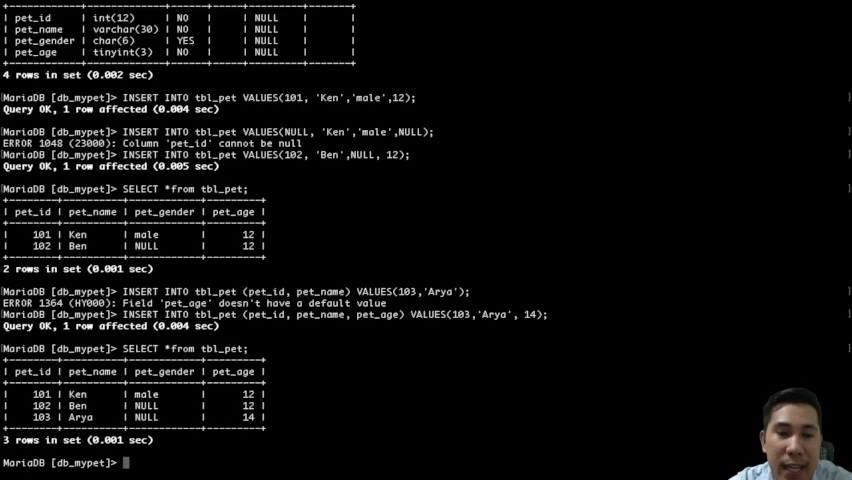 +------------+-------------+------+-----+---------+-------+
| pet_id     | int(12)     | NO   |     | NULL    |       |
| pet_name   | varchar(30) | NO   |     | NULL    |       |
| pet_gender | char(6)     | YES  |     | NULL    |       |
| pet_age    | tinyint(3)  | NO   |     | NULL    |       |
+------------+-------------+------+-----+---------+-------+
4 rows in set (0.002 sec)
MariaDB [db_mypet]> INSERT INTO tbl_pet VALUES(101, 'Ken','male',12);
Query OK, 1 row affected (0.004 sec)
MariaDB [db_mypet]> INSERT INTO tbl_pet VALUES(NULL, 'Ken','male',NULL);
ERROR 1048 (23000): Column 'pet_id' cannot be null
MariaDB [db_mypet]> INSERT INTO tbl_pet VALUES(102, 'Ben',NULL, 12);
Query OK, 1 row affected (0.005 sec)
MariaDB [db_mypet]> SELECT *from tbl_pet;
+--------+----------+------------+---------+
| pet_id | pet_name | pet_gender | pet_age |
+--------+----------+------------+---------+
|    101 | Ken      | male       |      12 |
|    102 | Ben      | NULL       |      12 |
+--------+----------+------------+---------+
2 rows in set (0.001 sec)
MariaDB [db_mypet]> INSERT INTO tbl_pet (pet_id, pet_name) VALUES(103,'Arya');
ERROR 1364 (HY000): Field 'pet_age' doesn't have a default value
MariaDB [db_mypet]> INSERT INTO tbl_pet (pet_id, pet_name, pet_age) VALUES(103,'Arya', 14);
Query OK, 1 row affected (0.004 sec)
MariaDB [db_mypet]> SELECT *from tbl_pet;
+--------+----------+------------+---------+
| pet_id | pet_name | pet_gender | pet_age |
+--------+----------+------------+---------+
|    101 | Ken      | male       |      12 |
|    102 | Ben      | NULL       |      12 |
|    103 | Arya     | NULL       |      14 |
+--------+----------+------------+---------+
3 rows in set (0.001 sec)
MariaDB [db_mypet]>